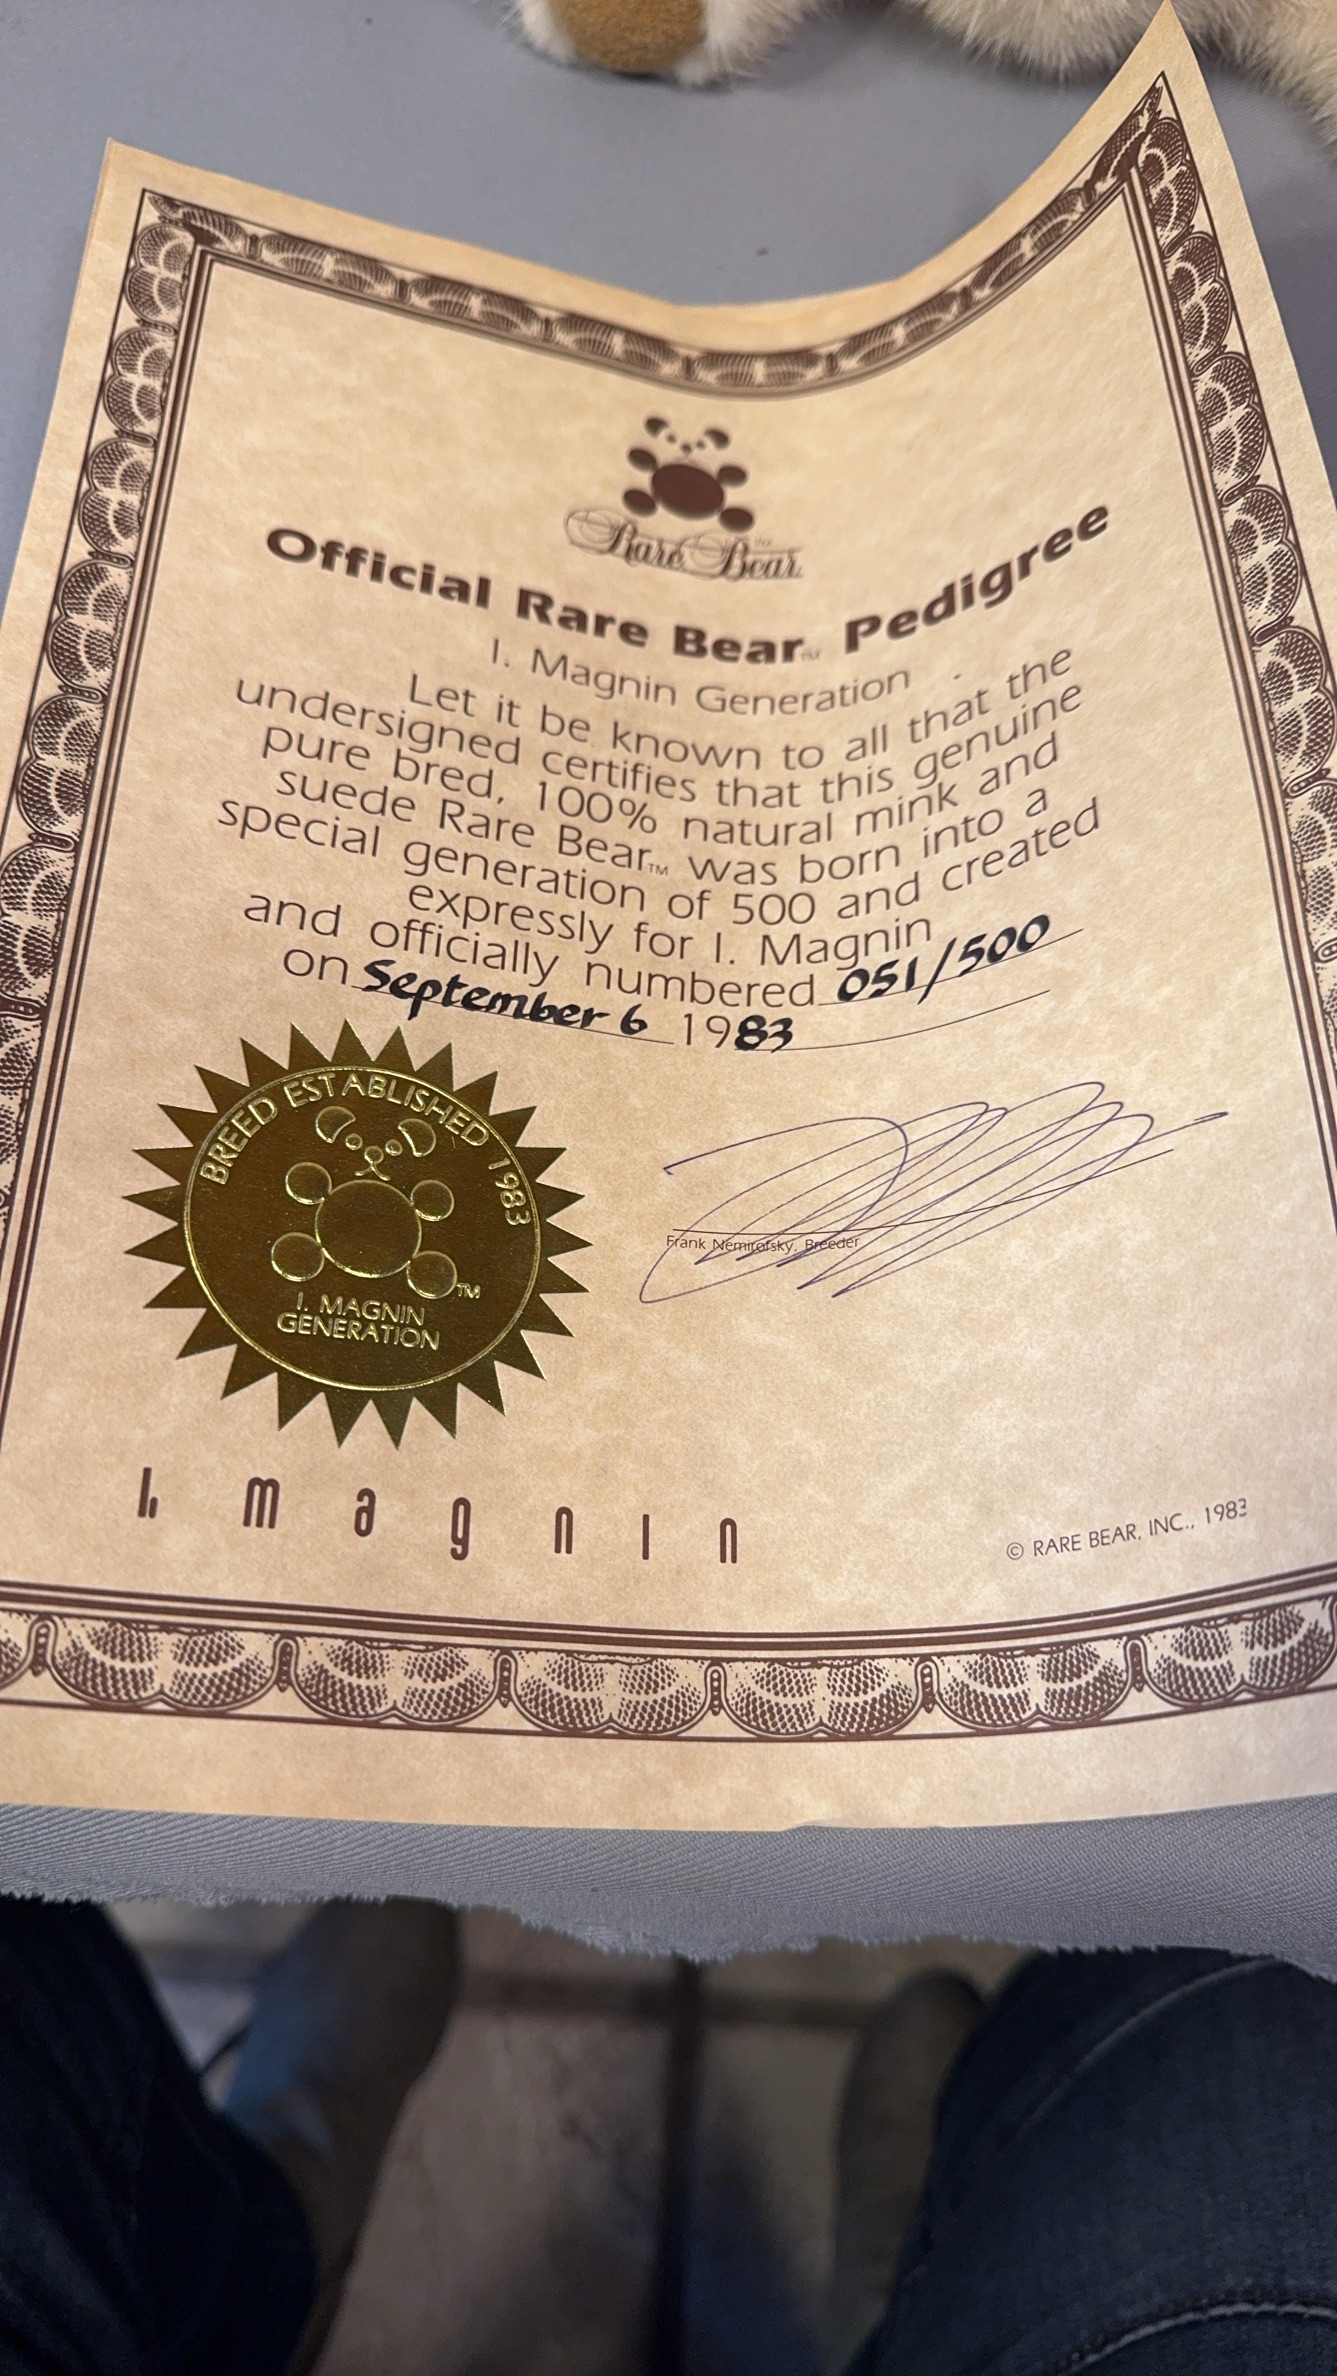 Rare Bear
Official Rare Bear™ Pedigree
I. Magnin Generation
Let it be known to all that the
undersigned certifies that this genuine
pure bred, 100% natural mink and
suede Rare Bear™ was born into a
special generation of 500 and created
expressly for I. Magnin
and officially numbered 051/500
on September 6 1983
BREED ESTABLISHED 1983
TM
I. MAGNIN
GENERATION
Frank Nemirofsky, Breeder
I. magnin
© RARE BEAR, INC., 1983